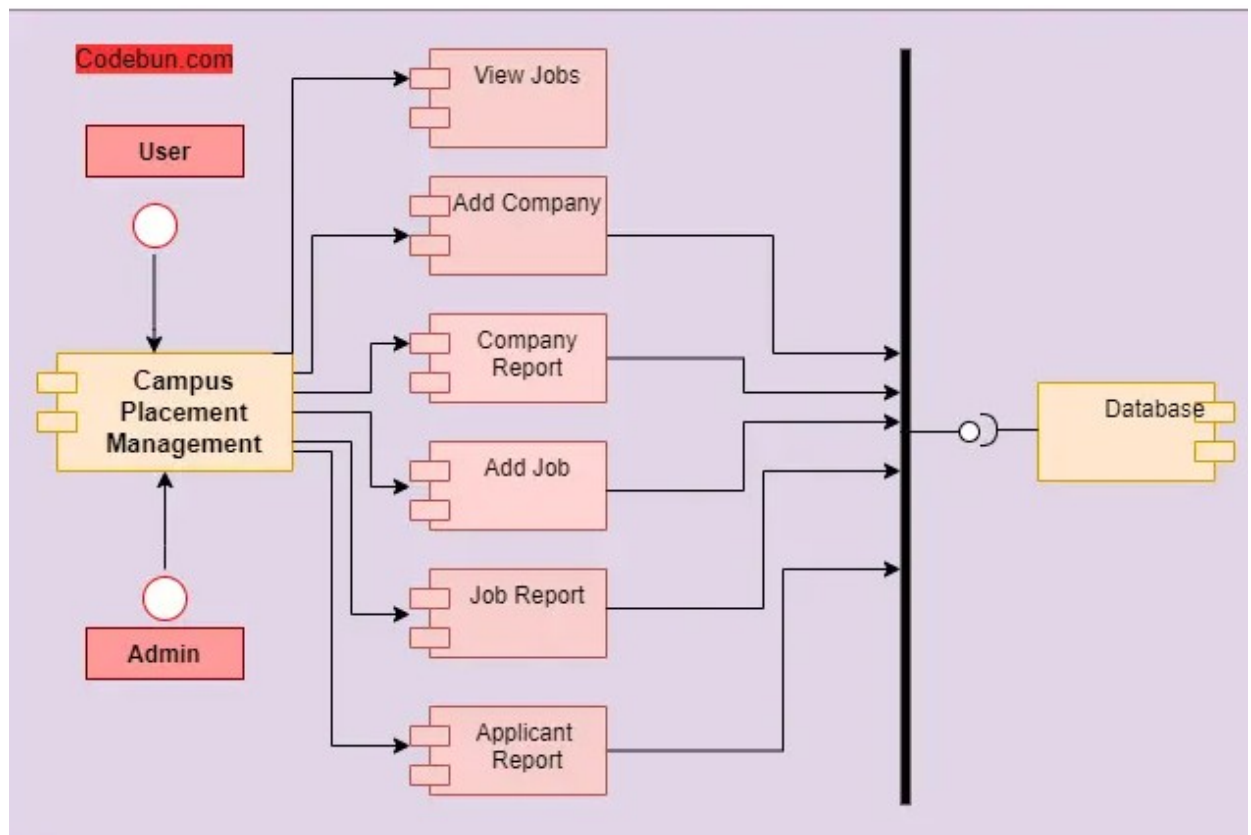 Codebun.com
User
Campus
Placement
Management
Admin
View Jobs
Add Company
Company
Report
Add Job
Job Report
Applicant
Report
Database